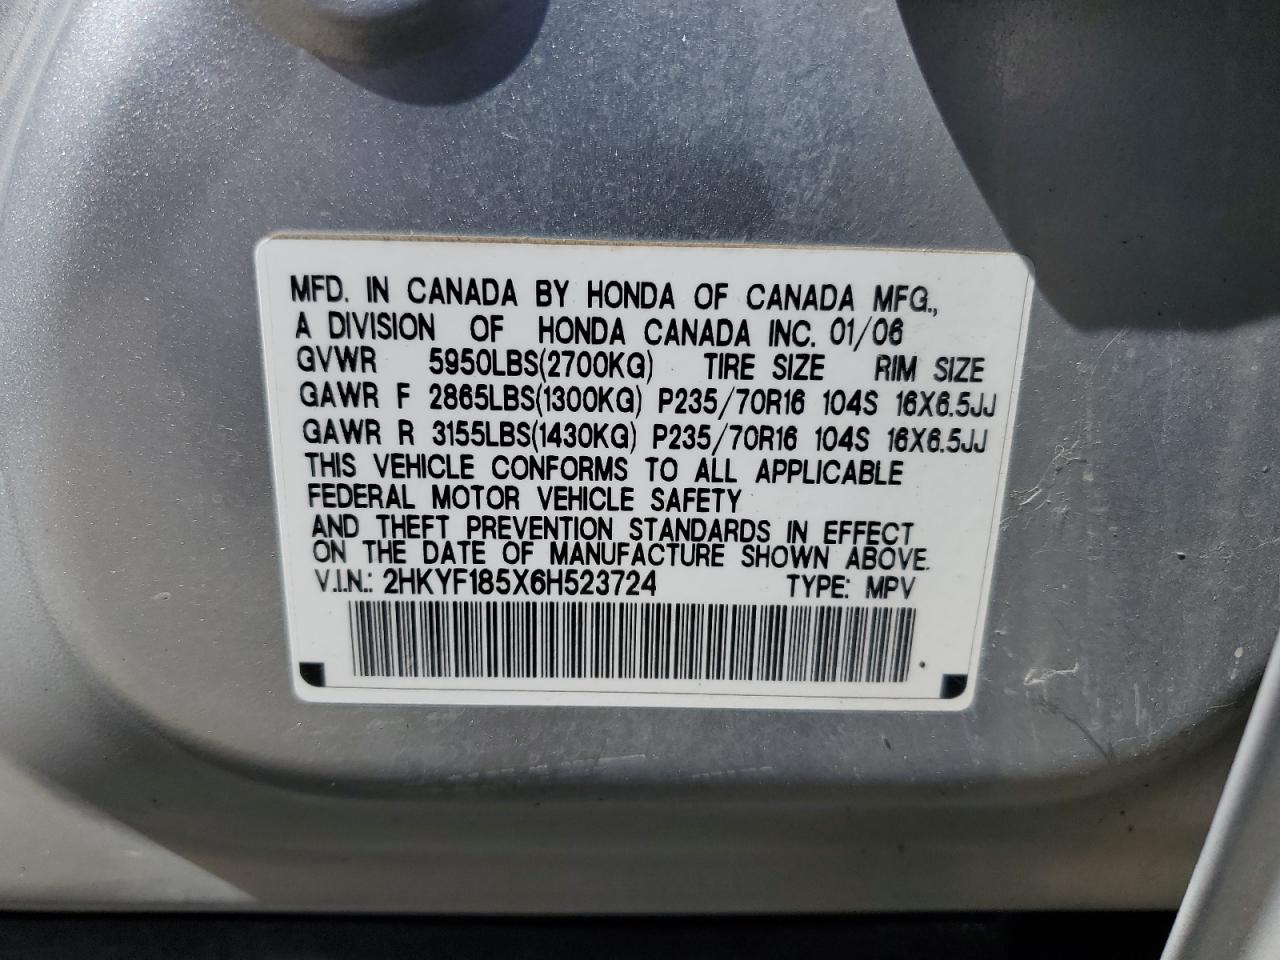 MFD. IN CANADA BY HONDA OF CANADA MFG.,
A DIVISION OF HONDA CANADA INC. 01/06
GVWR 5950LBS(2700KG) TIRE SIZE RIM SIZE
GAWR F 2865LBS(1300KG) P235/70R16 104S 16X6.5JJ
GAWR R 3155LBS(1430KG) P235/70R16 104S 16X6.5JJ
THIS VEHICLE CONFORMS TO ALL APPLICABLE
FEDERAL MOTOR VEHICLE SAFETY
AND THEFT PREVENTION STANDARDS IN EFFECT
ON THE DATE OF MANUFACTURE SHOWN ABOVE.
V.I.N.: 2HKYF185X6H523724 TYPE: MPV